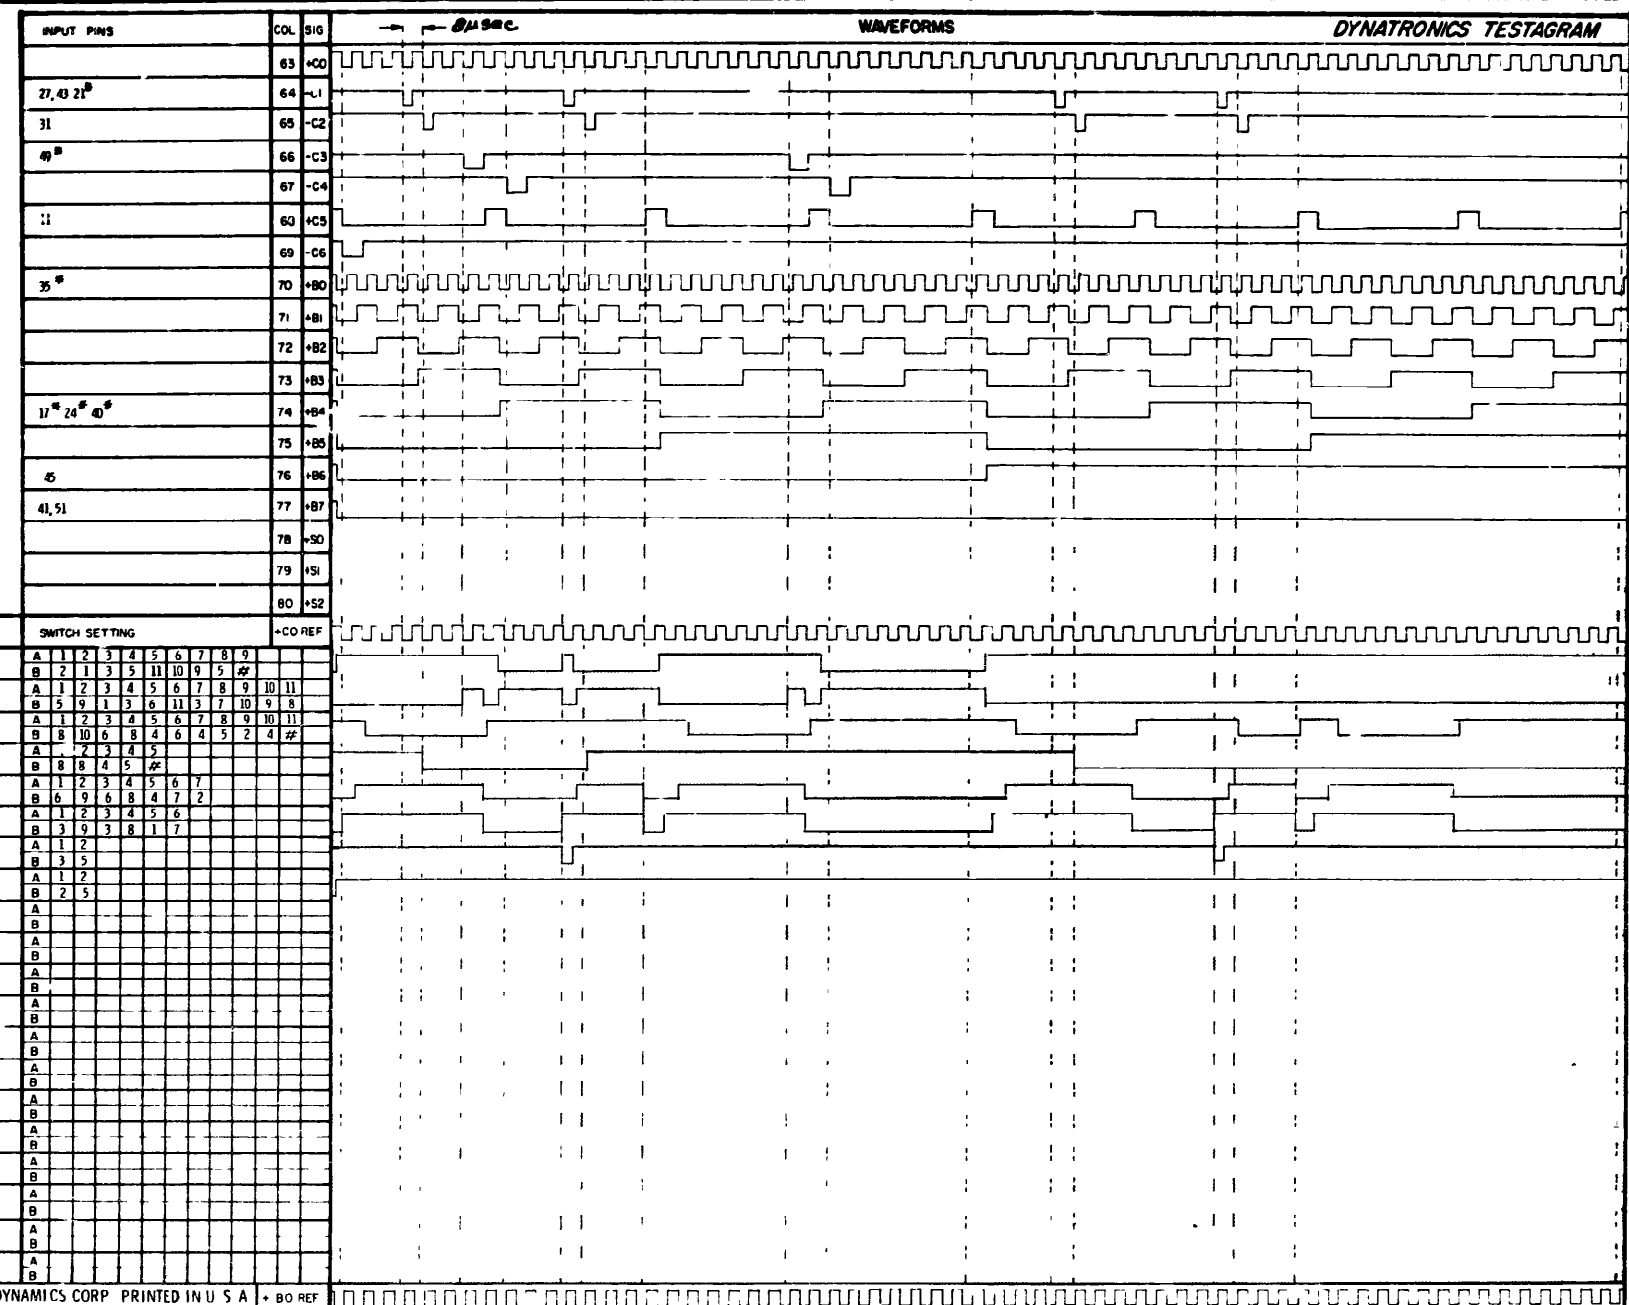 INPUT PINS COL SIG 8μsec WAVEFORMS DYNATRONICS TESTAGRAM
63 +C0
27, 43 21 64 -C1
31 65 -C2
49 66 -C3
67 -C4
11 63 +C5
69 -C6
35 # 70 +B0
71 +B1
72 +B2
73 +B3
17 # 24 # 40 # 74 +B4
75 +B5
45 76 +B6
41, 51 77 +B7
78 +S0
79 +S1
80 +S2
SWITCH SETTING +C0 REF
A 1 2 3 4 5 6 7 8 9
B 2 1 3 5 11 10 9 5 #
A 1 2 3 4 5 6 7 8 9 10 11
B 5 9 1 3 6 11 3 7 10 9 8
A 1 2 3 4 5 6 7 8 9 10 11
B 8 10 6 8 4 6 4 5 2 4 #
A 2 3 4 5
B 8 8 4 5 #
A 1 2 3 4 5 6 7
B 6 9 6 8 4 7 2
A 1 2 3 4 5 6
B 3 9 3 8 1 7
A 1 2
B 3 5
A 1 2
B 2 5
A
B
A
B
A
B
A
B
A
B
A
B
A
B
A
B
A
B
A
B
A
B
A
B
DYNAMICS CORP PRINTED IN U S A + B0 REF